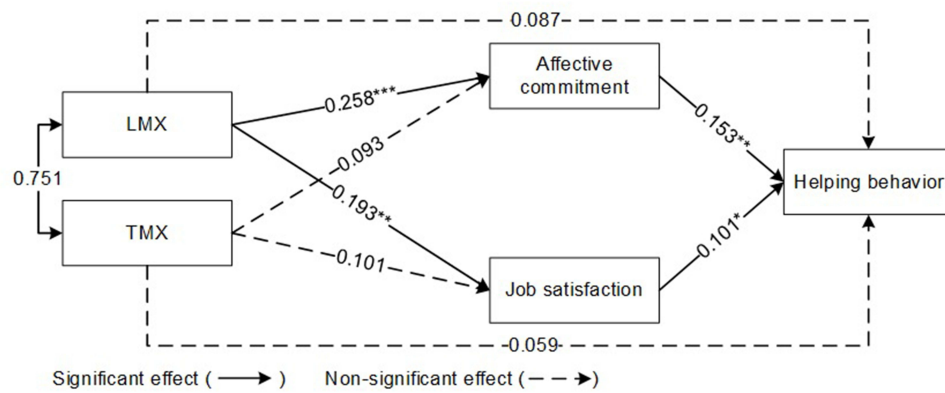 0.087
Affective
commitment
0.258***
LMX
0.153**
0.093
0.751
Helping behavior
0.193**
TMX
0.101
0.101*
Job satisfaction
0.059
Significant effect ( ) Non-significant effect ( )